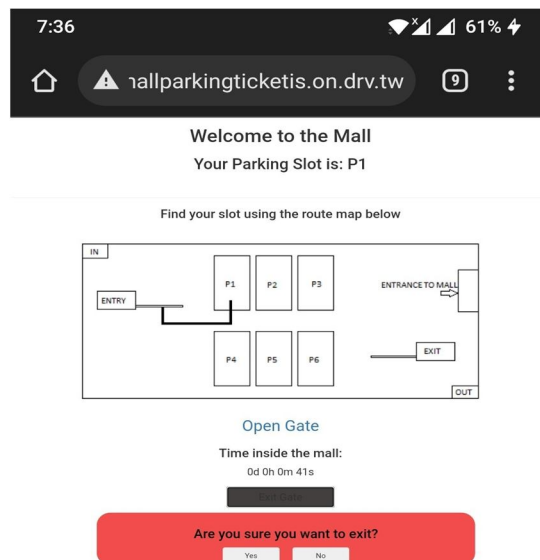 7:36
61%
nallparkingticketis.on.drv.tw
9
Welcome to the Mall
Your Parking Slot is: P1
Find your slot using the route map below
IN
P1 P2 P3
ENTRANCE TO MALL
ENTRY
P4 P5 P6
EXIT
OUT
Open Gate
Time inside the mall:
0d 0h 0m 41s
Exit Gate
Are you sure you want to exit?
Yes No